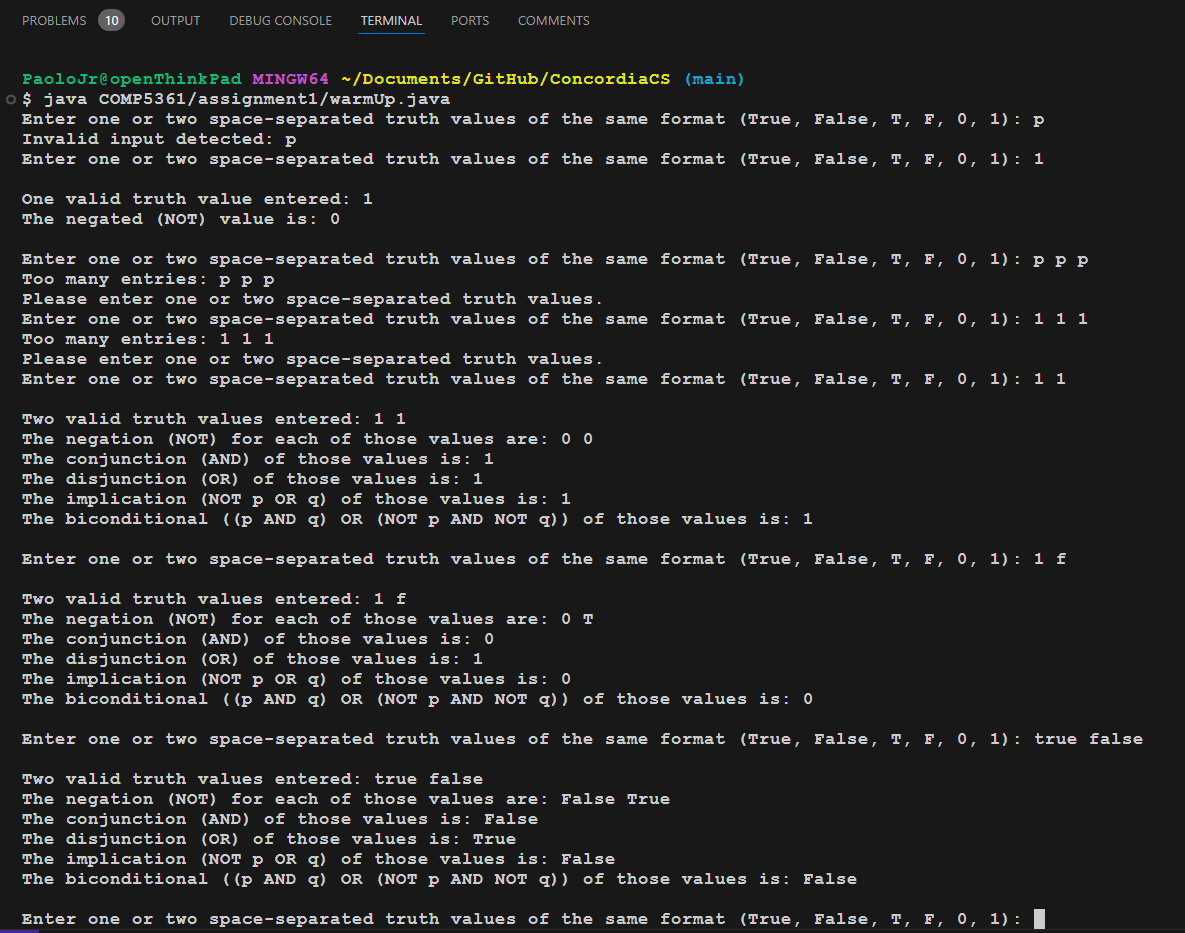 PROBLEMS 10 OUTPUT DEBUG CONSOLE TERMINAL PORTS COMMENTS
PaoloJr@openThinkPad MINGW64 ~/Documents/GitHub/ConcordiaCS (main)
$ java COMP5361/assignment1/warmUp.java
Enter one or two space-separated truth values of the same format (True, False, T, F, 0, 1): p
Invalid input detected: p
Enter one or two space-separated truth values of the same format (True, False, T, F, 0, 1): 1
One valid truth value entered: 1
The negated (NOT) value is: 0
Enter one or two space-separated truth values of the same format (True, False, T, F, 0, 1): p p p
Too many entries: p p p
Please enter one or two space-separated truth values.
Enter one or two space-separated truth values of the same format (True, False, T, F, 0, 1): 1 1 1
Too many entries: 1 1 1
Please enter one or two space-separated truth values.
Enter one or two space-separated truth values of the same format (True, False, T, F, 0, 1): 1 1
Two valid truth values entered: 1 1
The negation (NOT) for each of those values are: 0 0
The conjunction (AND) of those values is: 1
The disjunction (OR) of those values is: 1
The implication (NOT p OR q) of those values is: 1
The biconditional ((p AND q) OR (NOT p AND NOT q)) of those values is: 1
Enter one or two space-separated truth values of the same format (True, False, T, F, 0, 1): 1 f
Two valid truth values entered: 1 f
The negation (NOT) for each of those values are: 0 T
The conjunction (AND) of those values is: 0
The disjunction (OR) of those values is: 1
The implication (NOT p OR q) of those values is: 0
The biconditional ((p AND q) OR (NOT p AND NOT q)) of those values is: 0
Enter one or two space-separated truth values of the same format (True, False, T, F, 0, 1): true false
Two valid truth values entered: true false
The negation (NOT) for each of those values are: False True
The conjunction (AND) of those values is: False
The disjunction (OR) of those values is: True
The implication (NOT p OR q) of those values is: False
The biconditional ((p AND q) OR (NOT p AND NOT q)) of those values is: False
Enter one or two space-separated truth values of the same format (True, False, T, F, 0, 1):